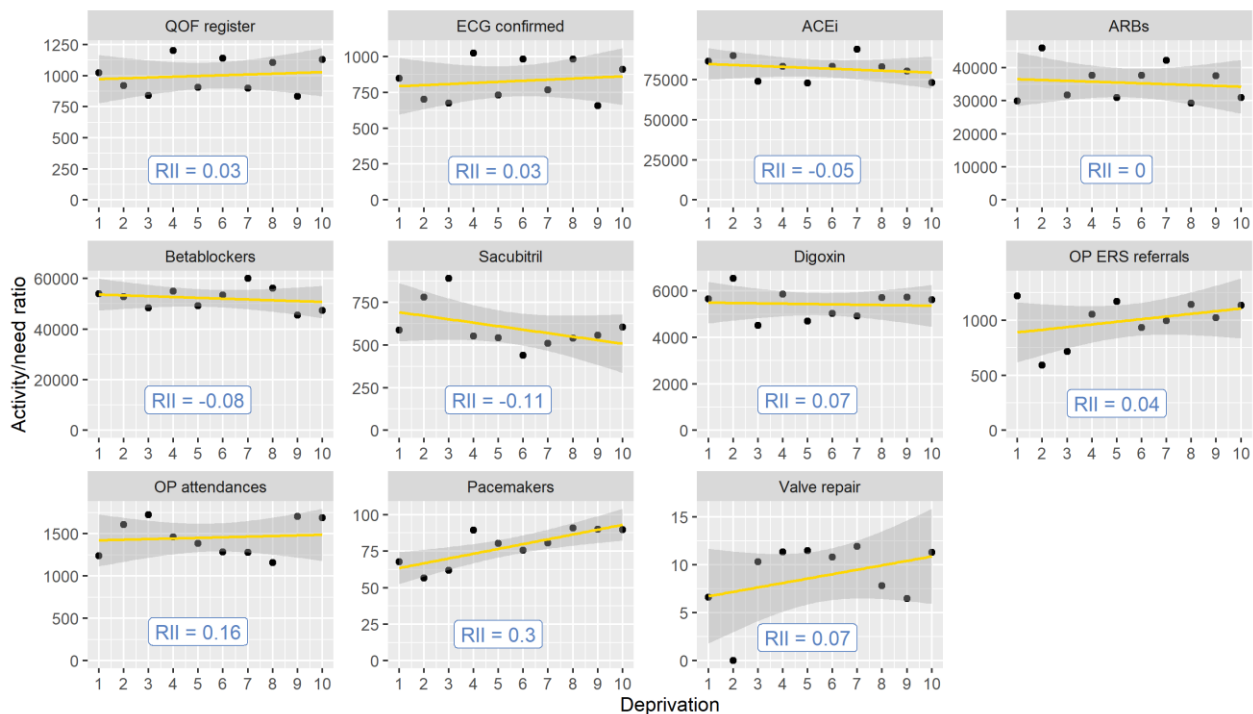 QOF register
1250
1000
750
500
250
0
RII = 0.03
1 2 3 4 5 6 7 8 9 10
ECG confirmed
1250
1000
750
500
250
0
RII = 0.03
1 2 3 4 5 6 7 8 9 10
ACEi
75000
50000
25000
0
RII = -0.05
1 2 3 4 5 6 7 8 9 10
ARBs
40000
30000
20000
10000
0
RII = 0
1 2 3 4 5 6 7 8 9 10
Activity/need ratio
Betablockers
60000
40000
20000
0
RII = -0.08
1 2 3 4 5 6 7 8 9 10
Sacubitril
750
500
250
0
RII = -0.11
1 2 3 4 5 6 7 8 9 10
Digoxin
6000
4000
2000
0
RII = 0.07
1 2 3 4 5 6 7 8 9 10
OP ERS referrals
1000
500
0
RII = 0.04
1 2 3 4 5 6 7 8 9 10
OP attendances
1500
1000
500
0
RII = 0.16
1 2 3 4 5 6 7 8 9 10
Pacemakers
100
75
50
25
0
RII = 0.3
1 2 3 4 5 6 7 8 9 10
Valve repair
15
10
5
0
RII = 0.07
1 2 3 4 5 6 7 8 9 10
Deprivation